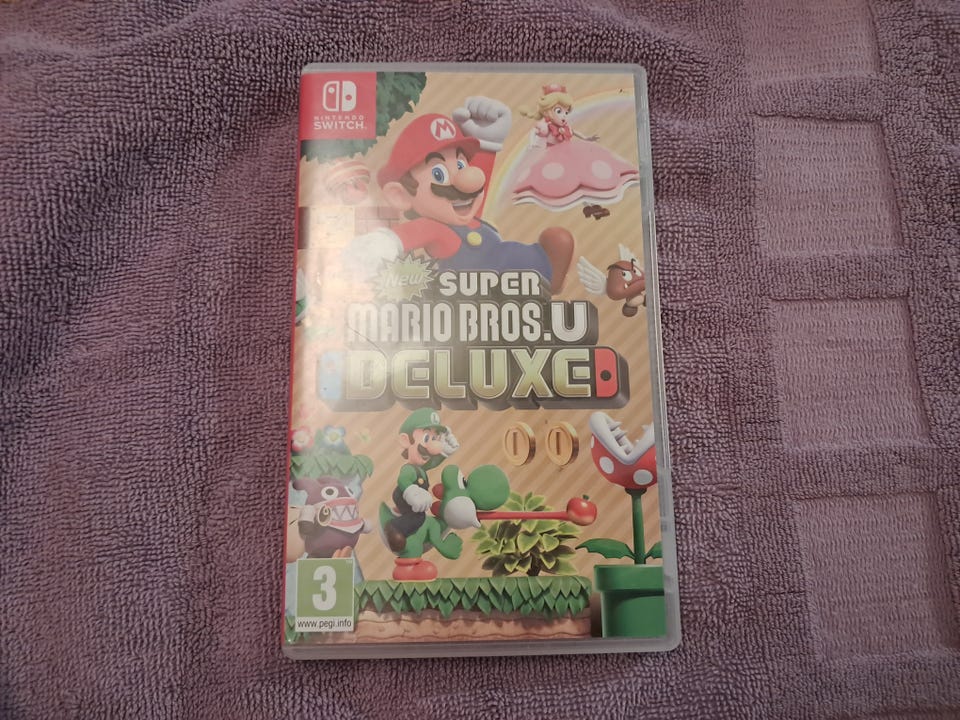 NINTENDO
SWITCH
New SUPER
MARIO BROS. U
DELUXE
3
www.pegi.info